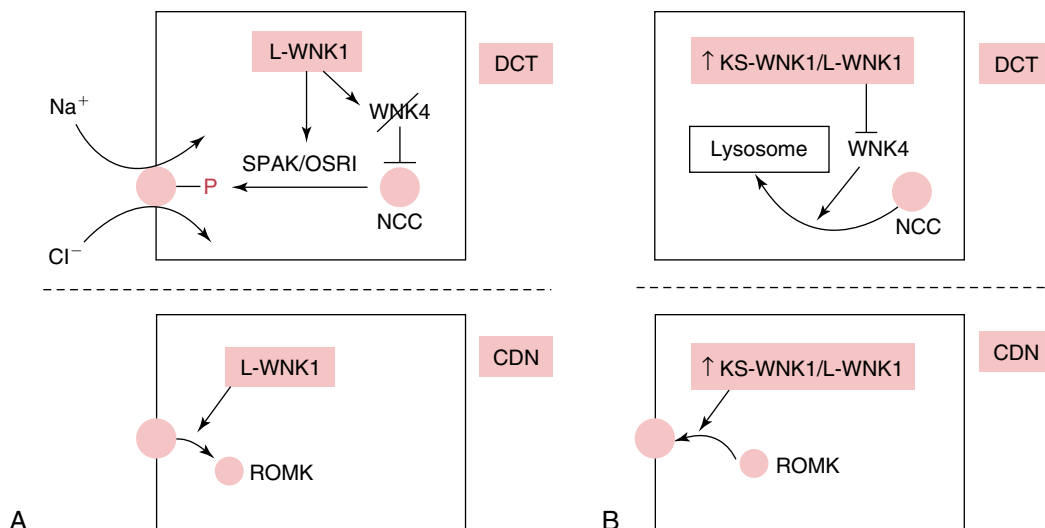 L-WNK1
DCT
Na+
WNK4
SPAK/OSRI
P
NCC
Cl−
L-WNK1
CDN
ROMK
A
↑ KS-WNK1/L-WNK1
DCT
Lysosome
WNK4
NCC
↑ KS-WNK1/L-WNK1
CDN
ROMK
B